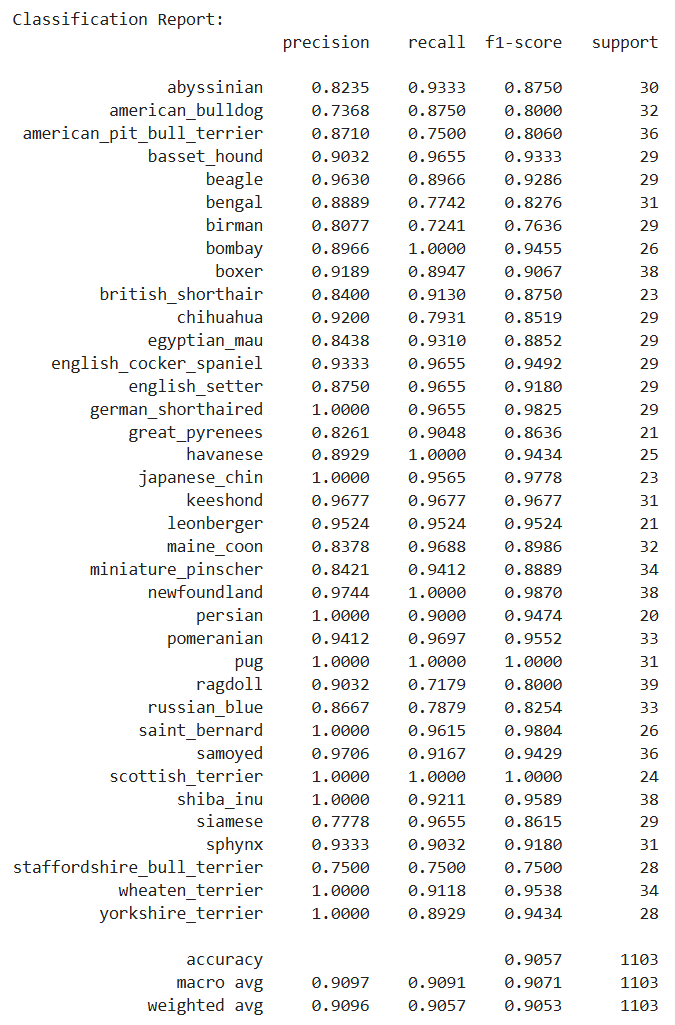 Classification Report:
precision recall f1-score support
abyssinian 0.8235 0.9333 0.8750 30
american_bulldog 0.7368 0.8750 0.8000 32
american_pit_bull_terrier 0.8710 0.7500 0.8060 36
basset_hound 0.9032 0.9655 0.9333 29
beagle 0.9630 0.8966 0.9286 29
bengal 0.8889 0.7742 0.8276 31
birman 0.8077 0.7241 0.7636 29
bombay 0.8966 1.0000 0.9455 26
boxer 0.9189 0.8947 0.9067 38
british_shorthair 0.8400 0.9130 0.8750 23
chihuahua 0.9200 0.7931 0.8519 29
egyptian_mau 0.8438 0.9310 0.8852 29
english_cocker_spaniel 0.9333 0.9655 0.9492 29
english_setter 0.8750 0.9655 0.9180 29
german_shorthaired 1.0000 0.9655 0.9825 29
great_pyrenees 0.8261 0.9048 0.8636 21
havanese 0.8929 1.0000 0.9434 25
japanese_chin 1.0000 0.9565 0.9778 23
keeshond 0.9677 0.9677 0.9677 31
leonberger 0.9524 0.9524 0.9524 21
maine_coon 0.8378 0.9688 0.8986 32
miniature_pinscher 0.8421 0.9412 0.8889 34
newfoundland 0.9744 1.0000 0.9870 38
persian 1.0000 0.9000 0.9474 20
pomeranian 0.9412 0.9697 0.9552 33
pug 1.0000 1.0000 1.0000 31
ragdoll 0.9032 0.7179 0.8000 39
russian_blue 0.8667 0.7879 0.8254 33
saint_bernard 1.0000 0.9615 0.9804 26
samoyed 0.9706 0.9167 0.9429 36
scottish_terrier 1.0000 1.0000 1.0000 24
shiba_inu 1.0000 0.9211 0.9589 38
siamese 0.7778 0.9655 0.8615 29
sphynx 0.9333 0.9032 0.9180 31
staffordshire_bull_terrier 0.7500 0.7500 0.7500 28
wheaten_terrier 1.0000 0.9118 0.9538 34
yorkshire_terrier 1.0000 0.8929 0.9434 28
accuracy 0.9057 1103
macro avg 0.9097 0.9091 0.9071 1103
weighted avg 0.9096 0.9057 0.9053 1103